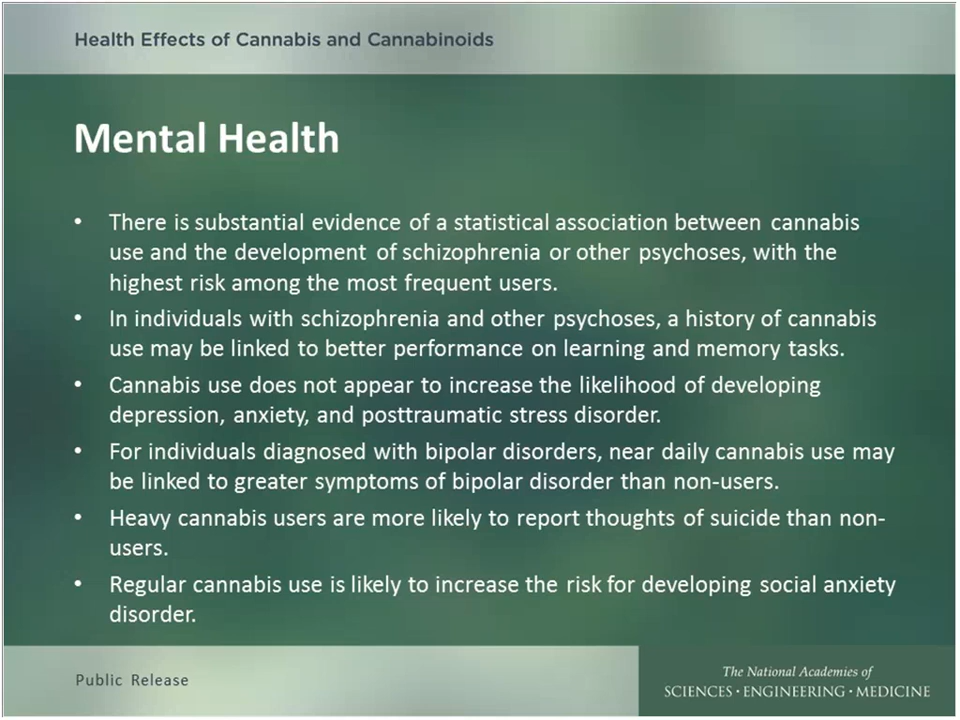 Health Effects of Cannabis and Cannabinoids
Mental Health
• There is substantial evidence of a statistical association between cannabis
use and the development of schizophrenia or other psychoses, with the
highest risk among the most frequent users.
• In individuals with schizophrenia and other psychoses, a history of cannabis
use may be linked to better performance on learning and memory tasks.
• Cannabis use does not appear to increase the likelihood of developing
depression, anxiety, and posttraumatic stress disorder.
• For individuals diagnosed with bipolar disorders, near daily cannabis use may
be linked to greater symptoms of bipolar disorder than non-users.
• Heavy cannabis users are more likely to report thoughts of suicide than non-
users.
• Regular cannabis use is likely to increase the risk for developing social anxiety
disorder.
Public Release
The National Academies of
SCIENCES • ENGINEERING • MEDICINE